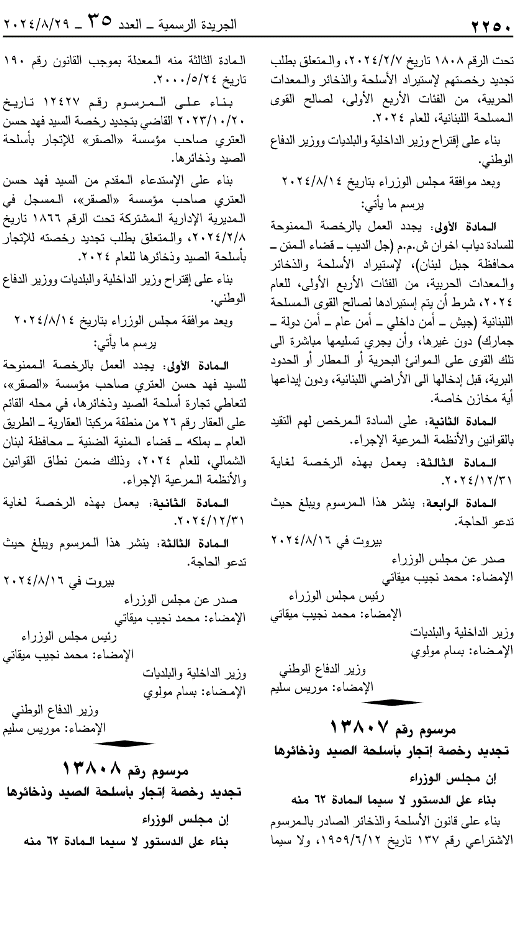 ٢٢٥٠
الجريدة الرسمية ــ العدد ٣٥ ــ ٢٠٢٤/٨/٢٩
تحت الرقم ١٨٠٨ تاريخ ٢٠٢٤/٢/٧، والمتعلق بطلب
تجديد رخصتهم لإستيراد الأسلحة والذخائر والمعدات
الحربية، من الفئات الأربع الأولى، لصالح القوى
المسلحة اللبنانية، للعام ٢٠٢٤.
بناء على إقتراح وزير الداخلية والبلديات ووزير الدفاع
الوطني.
وبعد موافقة مجلس الوزراء بتاريخ ٢٠٢٤/٨/١٤
يرسم ما يأتي:
المادة الأولى: يجدد العمل بالرخصة الممنوحة
للسادة دياب اخوان ش.م.م (جل الديب ــ قضاء المتن ــ
محافظة جبل لبنان)، لإستيراد الأسلحة والذخائر
والمعدات الحربية، من الفئات الأربع الأولى، للعام
٢٠٢٤، شرط أن يتم إستيرادها لصالح القوى المسلحة
اللبنانية (جيش ــ أمن داخلي ــ أمن عام ــ أمن دولة ــ
جمارك) دون غيرها، وأن يجري تسليمها مباشرة الى
تلك القوى على الموانئ البحرية أو المطار أو الحدود
البرية، قبل إدخالها الى الأراضي اللبنانية، ودون إيداعها
أية مخازن خاصة.
المادة الثانية: على السادة المرخص لهم التقيد
بالقوانين والأنظمة المرعية الإجراء.
المادة الثالثة: يعمل بهذه الرخصة لغاية
٢٠٢٤/١٢/٣١.
المادة الرابعة: ينشر هذا المرسوم ويبلغ حيث
تدعو الحاجة.
بيروت في ٢٠٢٤/٨/١٦
صدر عن مجلس الوزراء
الإمضاء: محمد نجيب ميقاتي
رئيس مجلس الوزراء
الإمضاء: محمد نجيب ميقاتي
وزير الداخلية والبلديات
الإمضاء: بسام مولوي
وزير الدفاع الوطني
الإمضاء: موريس سليم
مرسوم رقم ١٣٨٠٧
تجديد رخصة إتجار بأسلحة الصيد وذخائرها
إن مجلس الوزراء
بناء على الدستور لا سيما المادة ٦٢ منه
بناء على قانون الأسلحة والذخائر الصادر بالمرسوم
الاشتراعي رقم ١٣٧ تاريخ ١٩٥٩/٦/١٢، ولا سيما
المادة الثالثة منه المعدلة بموجب القانون رقم ١٩٠
تاريخ ٢٠٠٠/٥/٢٤.
بناء على المرسوم رقم ١٢٤٢٧ تاريخ
٢٠٢٣/١٠/٢٠ القاضي بتجديد رخصة السيد فهد حسن
العتري صاحب مؤسسة «الصقر» للإتجار بأسلحة
الصيد وذخائرها.
بناء على الإستدعاء المقدم من السيد فهد حسن
العتري صاحب مؤسسة «الصقر»، المسجل في
المديرية الإدارية المشتركة تحت الرقم ١٨٦٦ تاريخ
٢٠٢٤/٢/٨، والمتعلق بطلب تجديد رخصته للإتجار
بأسلحة الصيد وذخائرها للعام ٢٠٢٤.
بناء على إقتراح وزير الداخلية والبلديات ووزير الدفاع
الوطني.
وبعد موافقة مجلس الوزراء بتاريخ ٢٠٢٤/٨/١٤
يرسم ما يأتي:
المادة الأولى: يجدد العمل بالرخصة الممنوحة
للسيد فهد حسن العتري صاحب مؤسسة «الصقر»،
لتعاطي تجارة أسلحة الصيد وذخائرها، في محله القائم
على العقار رقم ٢٦ من منطقة مركبتا العقارية ــ الطريق
العام ــ بملكه ــ قضاء المنية الضنية ــ محافظة لبنان
الشمالي، للعام ٢٠٢٤، وذلك ضمن نطاق القوانين
والأنظمة المرعية الإجراء.
المادة الثانية: يعمل بهذه الرخصة لغاية
٢٠٢٤/١٢/٣١.
المادة الثالثة: ينشر هذا المرسوم ويبلغ حيث
تدعو الحاجة.
بيروت في ٢٠٢٤/٨/١٦
صدر عن مجلس الوزراء
الإمضاء: محمد نجيب ميقاتي
رئيس مجلس الوزراء
الإمضاء: محمد نجيب ميقاتي
وزير الداخلية والبلديات
الإمضاء: بسام مولوي
وزير الدفاع الوطني
الإمضاء: موريس سليم
مرسوم رقم ١٣٨٠٨
تجديد رخصة إتجار بأسلحة الصيد وذخائرها
إن مجلس الوزراء
بناء على الدستور لا سيما المادة ٦٢ منه